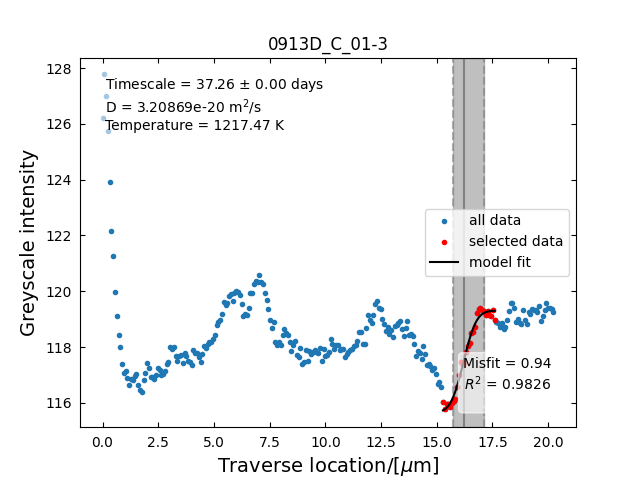 0913D_C_01-3
Timescale = 37.26 ± 0.00 days
D = 3.20869e-20 m²/s
Temperature = 1217.47 K
all data
selected data
model fit
Misfit = 0.94
R² = 0.9826
Greyscale intensity
128
126
124
122
120
118
116
0.0 2.5 5.0 7.5 10.0 12.5 15.0 17.5 20.0
Traverse location/[μm]